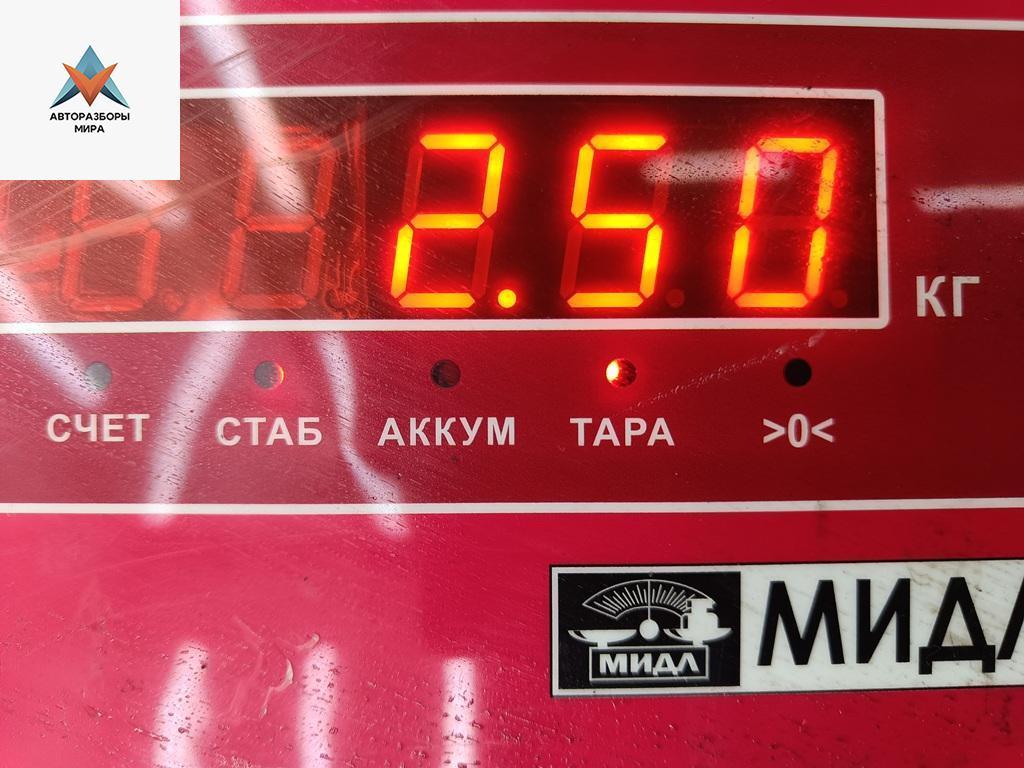 АВТОРАЗБОРЫ
МИРА
2.50
КГ
СЧЕТ СТАБ АККУМ ТАРА >0<
МИДЛ
МИДЛ